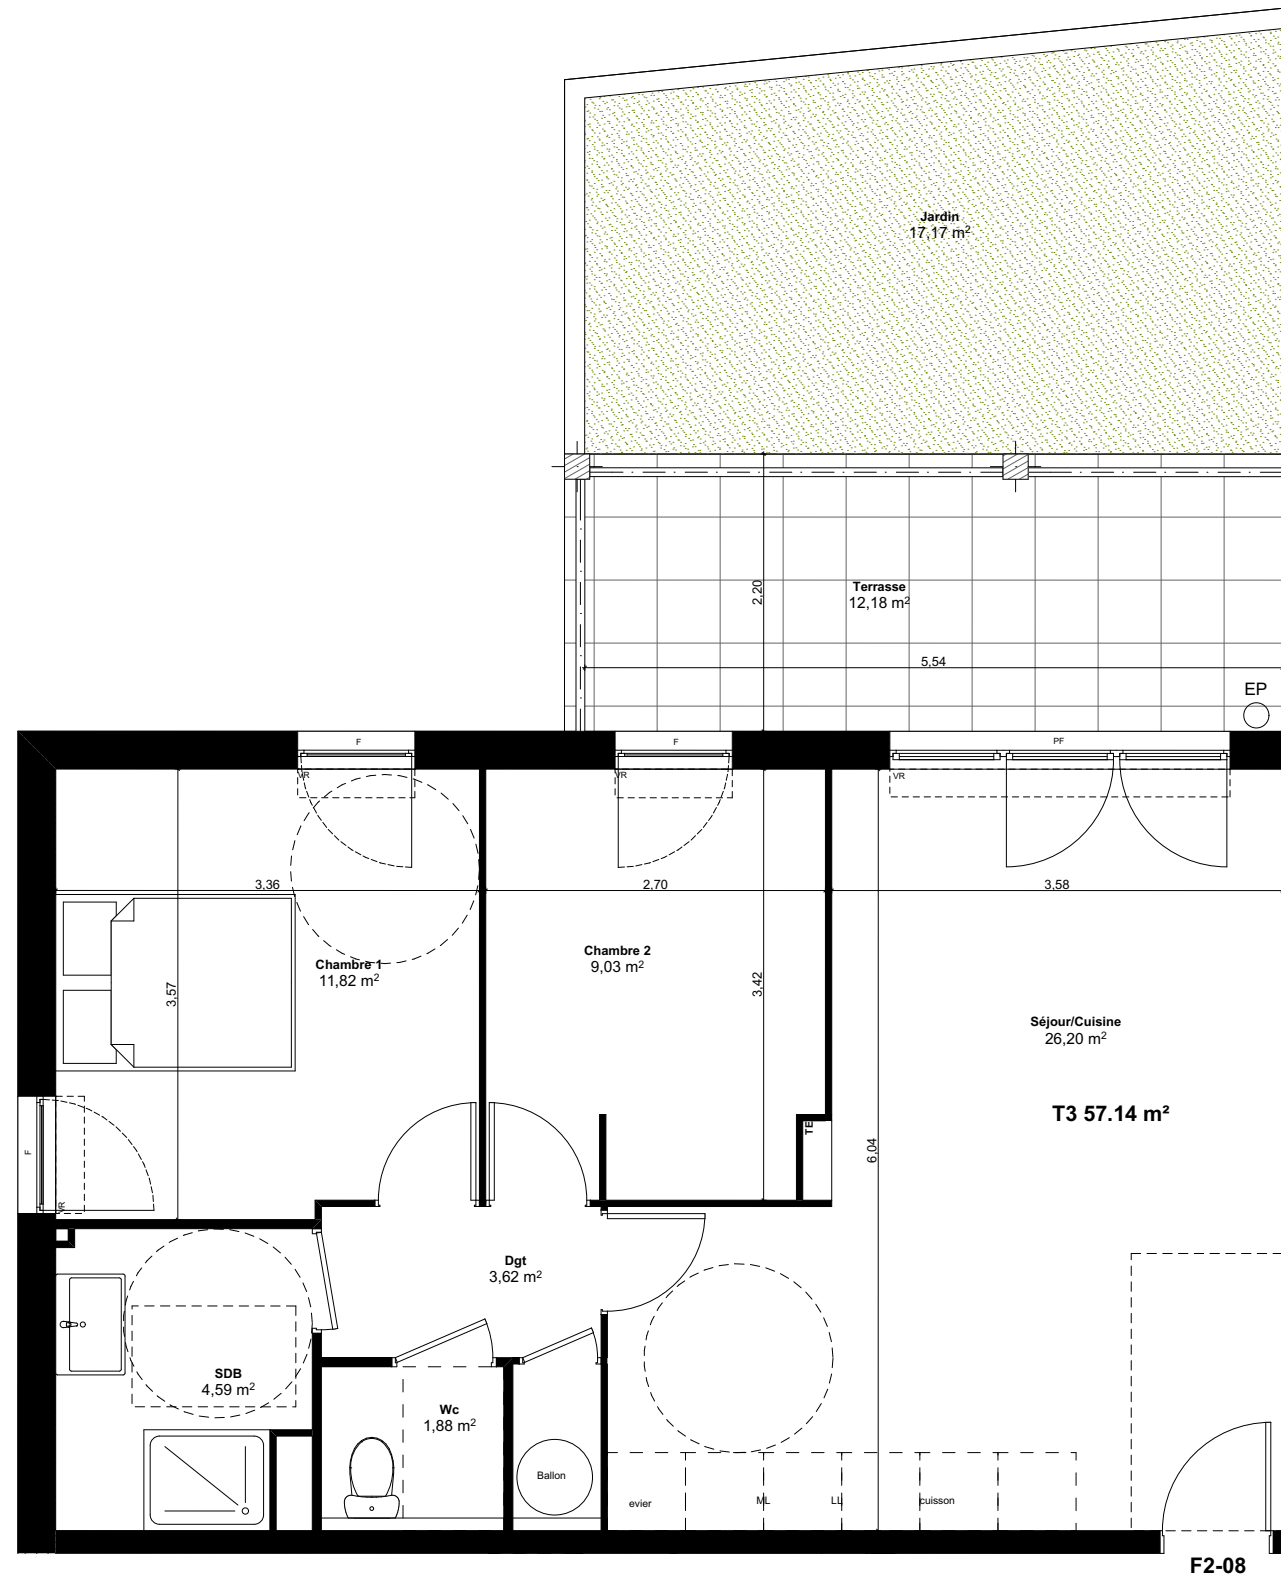 Jardin
17,17 m²
2,20
Terrasse
12,18 m²
5,54
EP
F
F
PF
VR
VR
VR
3,36
2,70
3,58
Chambre 2
9,03 m²
Chambre 1
11,82 m²
3,57
3,42
Séjour/Cuisine
26,20 m²
T3 57.14 m²
TE
6,04
F
VR
Dgt
3,62 m²
SDB
4,59 m²
Wc
1,88 m²
Ballon
evier
ML
LL
cuisson
F2-08